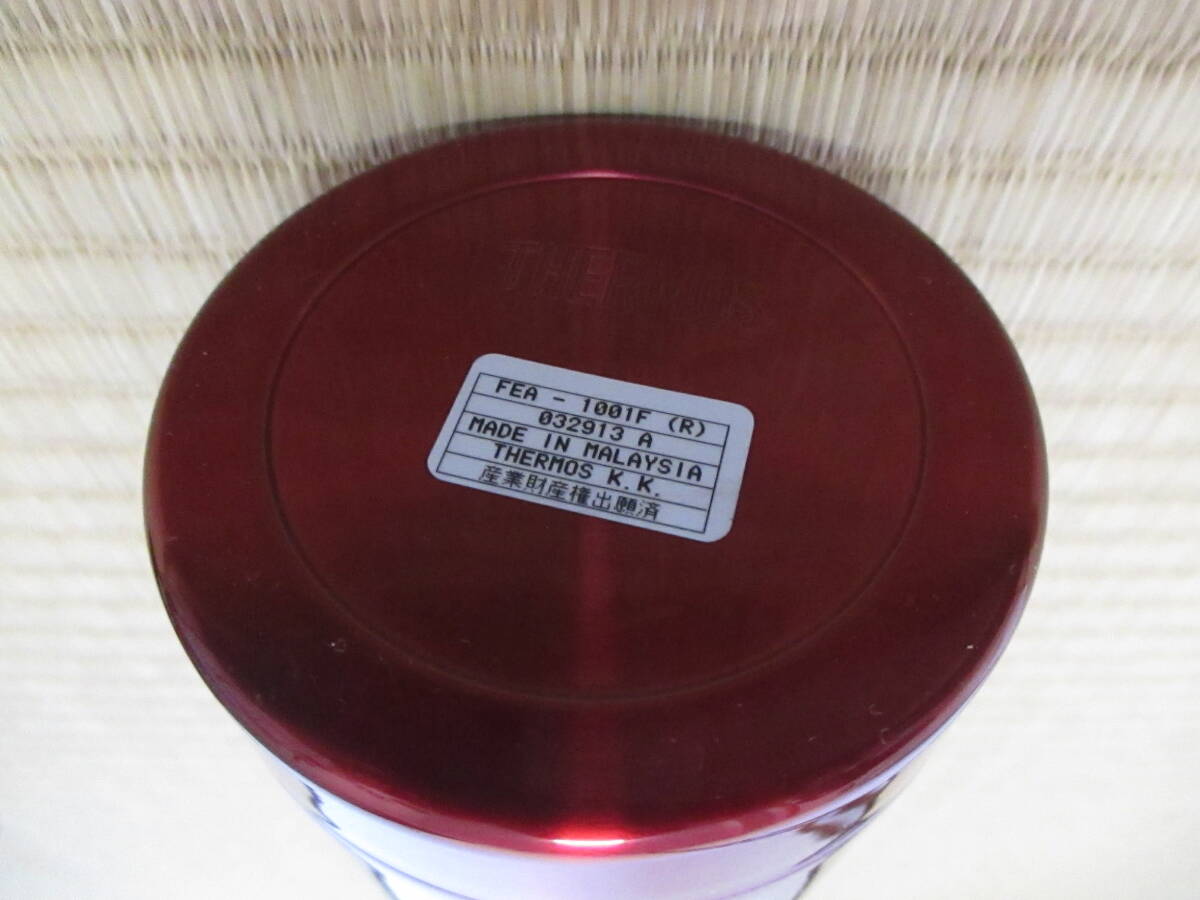 THERMOS
FEA - 1001F (R)
032913 A
MADE IN MALAYSIA
THERMOS K.K.
産業財産権出願済